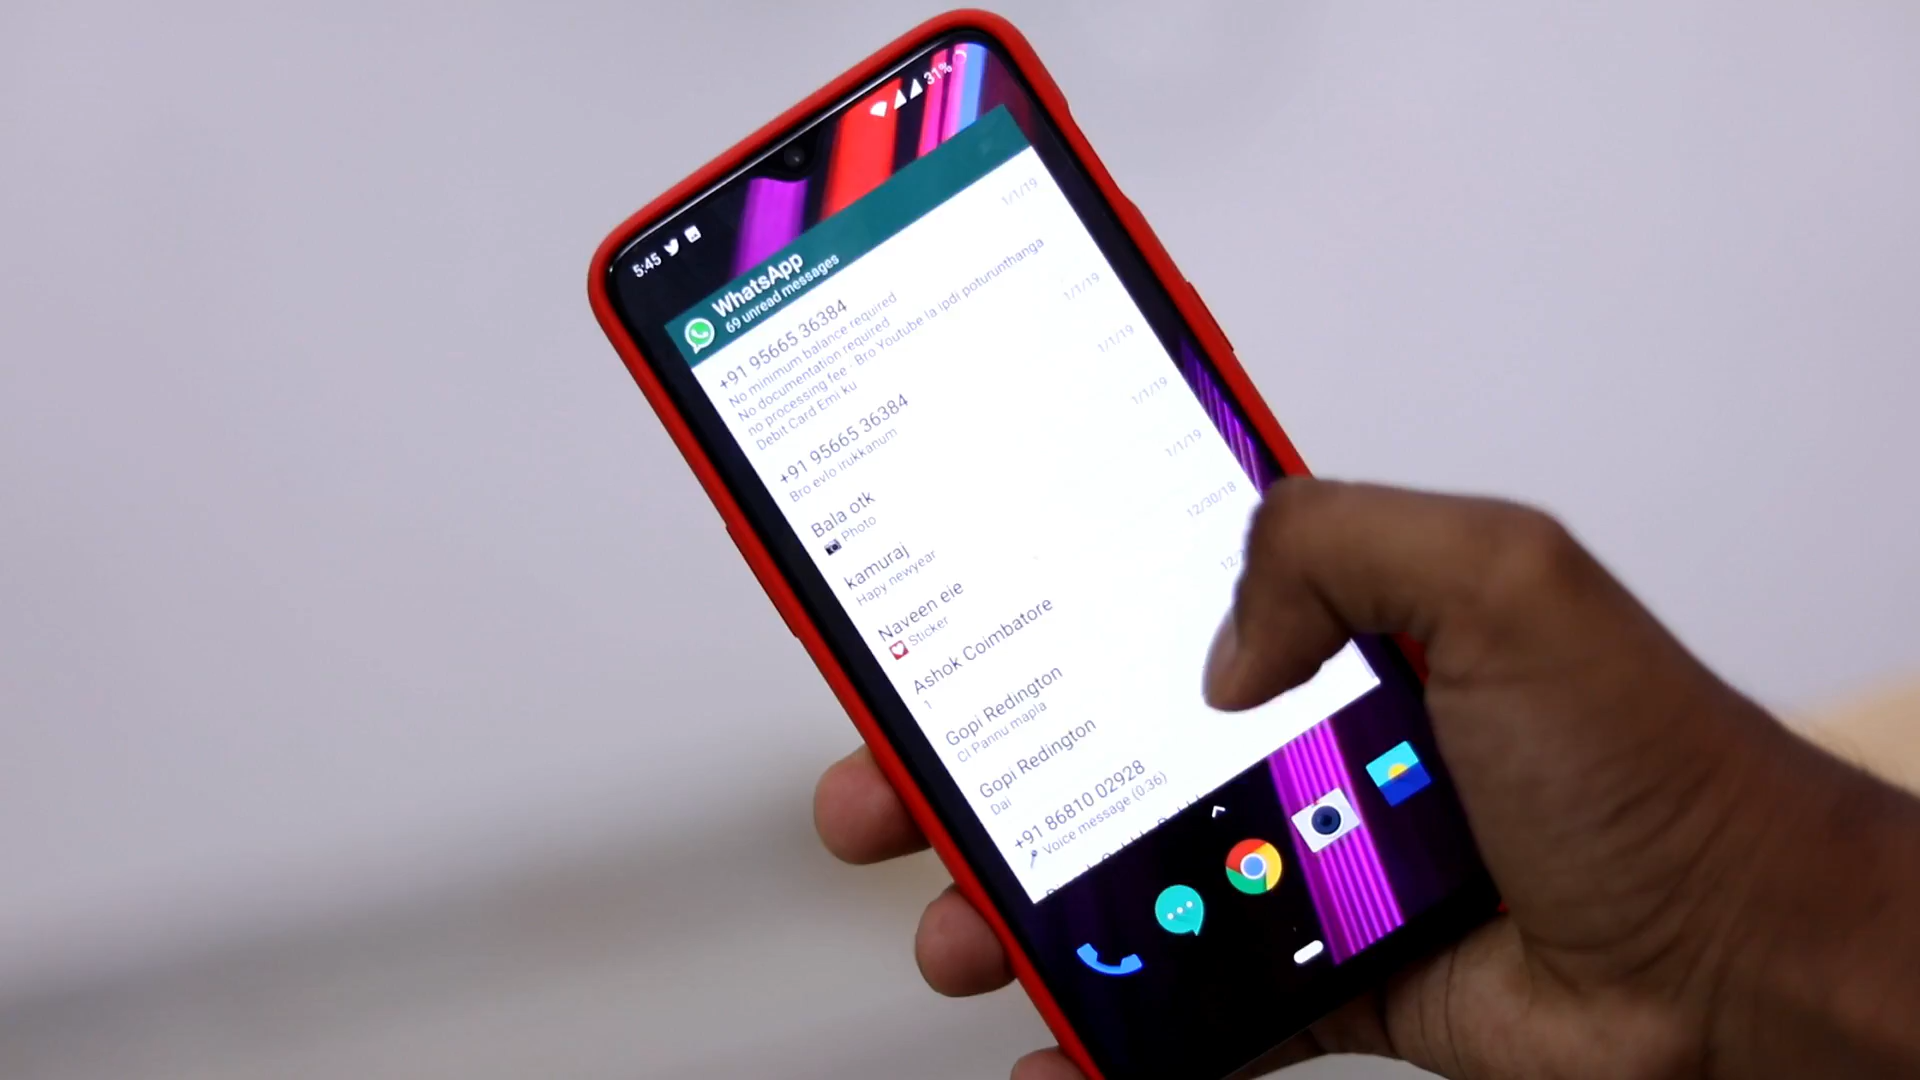 5:45
31%
WhatsApp
69 unread messages
+91 95665 36384 1/1/19
No minimum balance required
No documentation required
no processing fee - Bro Youtube la ipdi poturunthanga
Debit Card Emi ku
+91 95665 36384 1/1/19
Bro evlo irukkanum
Bala otk 1/1/19
Photo
kamuraj 1/1/19
Hapy newyear
Naveen eie 1/1/19
Sticker
Ashok Coimbatore 12/30/18
1
Gopi Redington
Cl Pannu mapla
Gopi Redington
Dai
+91 86810 02928
Voice message (0:36)